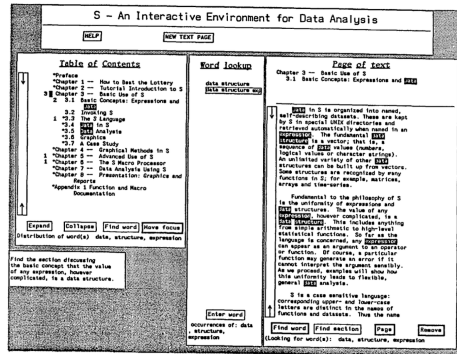 S - An Interactive Environment for Data Analysis
HELP
NEW TEXT PAGE
Table of Contents
*Preface
*Chapter 1 -- How to Beat the Lottery
*Chapter 2 -- Tutorial Introduction to S
3 Chapter 3 -- Basic Use of S
2 3.1 Basic Concepts: Expressions and
Data
3.2 Invoking S
1 *3.3 The S Language
*3.4 Data in S
*3.5 Data Analysis
*3.6 Graphics
*3.7 A Case Study
*Chapter 4 -- Graphical Methods in S
1 *Chapter 5 -- Advanced Use of S
1 *Chapter 6 -- The S Macro Processor
*Chapter 7 -- Data Analysis Using S
*Chapter 8 -- Presentation: Graphics and
Reports
*Appendix 1 Function and Macro
Documentation
Expand
Collapse
Find word
Move focus
Distribution of word(s) data, structure, expression
Find the section discussing
the basic concept that the value
of any expression, however
complicated, is a data structure.
Word lookup
data structure
data structure exp
Enter word
occurrences of: data
, structure,
expression
Page of text
Chapter 3 -- Basic Use of S
3.1 Basic Concepts: Expressions and Data
Data in S is organized into named,
self-describing datasets. These are kept
by S in special UNIX directories and
retrieved automatically when named in an
expression. The fundamental data
structure is a vector; that is, a
sequence of data values (numbers,
logical values or character strings).
An unlimited variety of other data
structures can be built up from vectors.
Some structures are recognized by many
functions in S; for example, matrices,
arrays and time-series.
Fundamental to the philosophy of S
is the uniformity of expressions and
data structures. The value of any
expression, however complicated, is a
data structure. This includes anything
from simple arithmetic to high-level
statistical functions. So far as the
language is concerned, any expression
can appear as an argument to an operator
or function. Of course, a particular
function may generate an error if it
cannot interpret the argument sensibly.
As we proceed, examples will show how
this uniformity leads to flexible,
general data analysis.
S is a case sensitive language:
corresponding upper- and lower-case
letters are distinct in the names of
functions and datasets. Thus the name
Find word
Find section
Page
Remove
(Looking for word(s): data, structure, expression